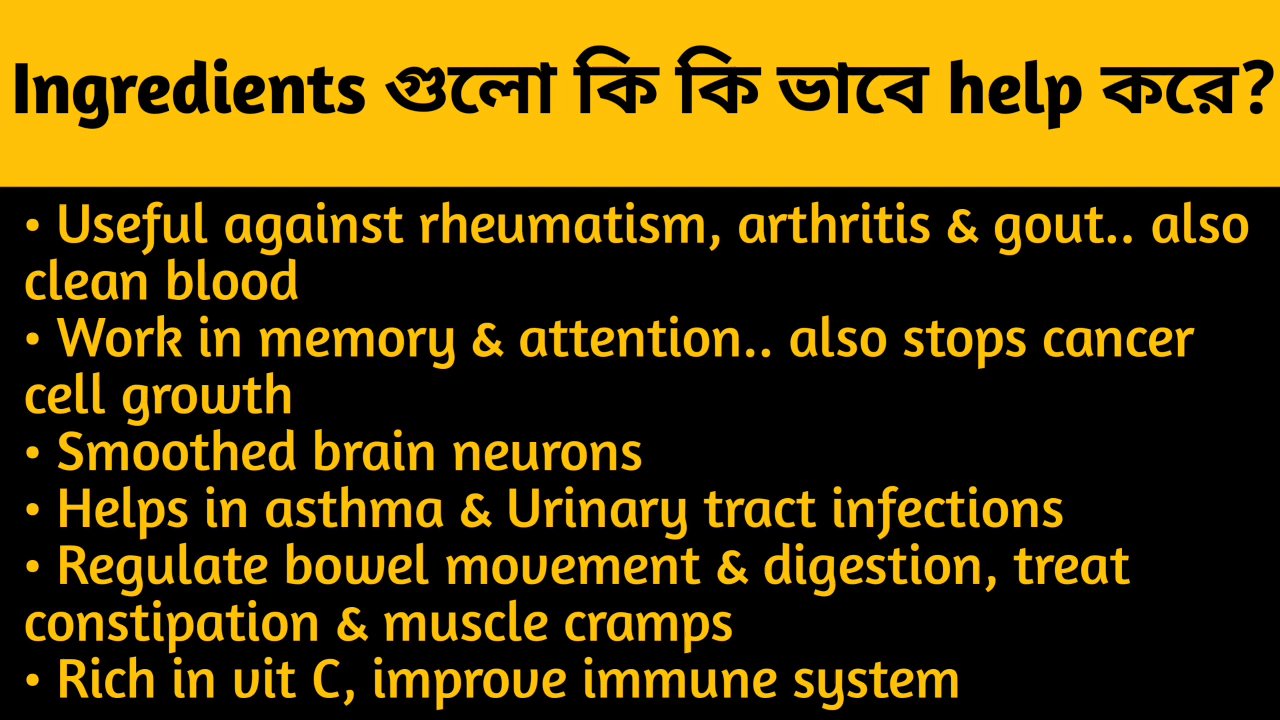 Ingredients গুলো কি কি ভাবে help করে?
• Useful against rheumatism, arthritis & gout.. also
clean blood
• Work in memory & attention.. also stops cancer
cell growth
• Smoothed brain neurons
• Helps in asthma & Urinary tract infections
• Regulate bowel movement & digestion, treat
constipation & muscle cramps
• Rich in vit C, improve immune system